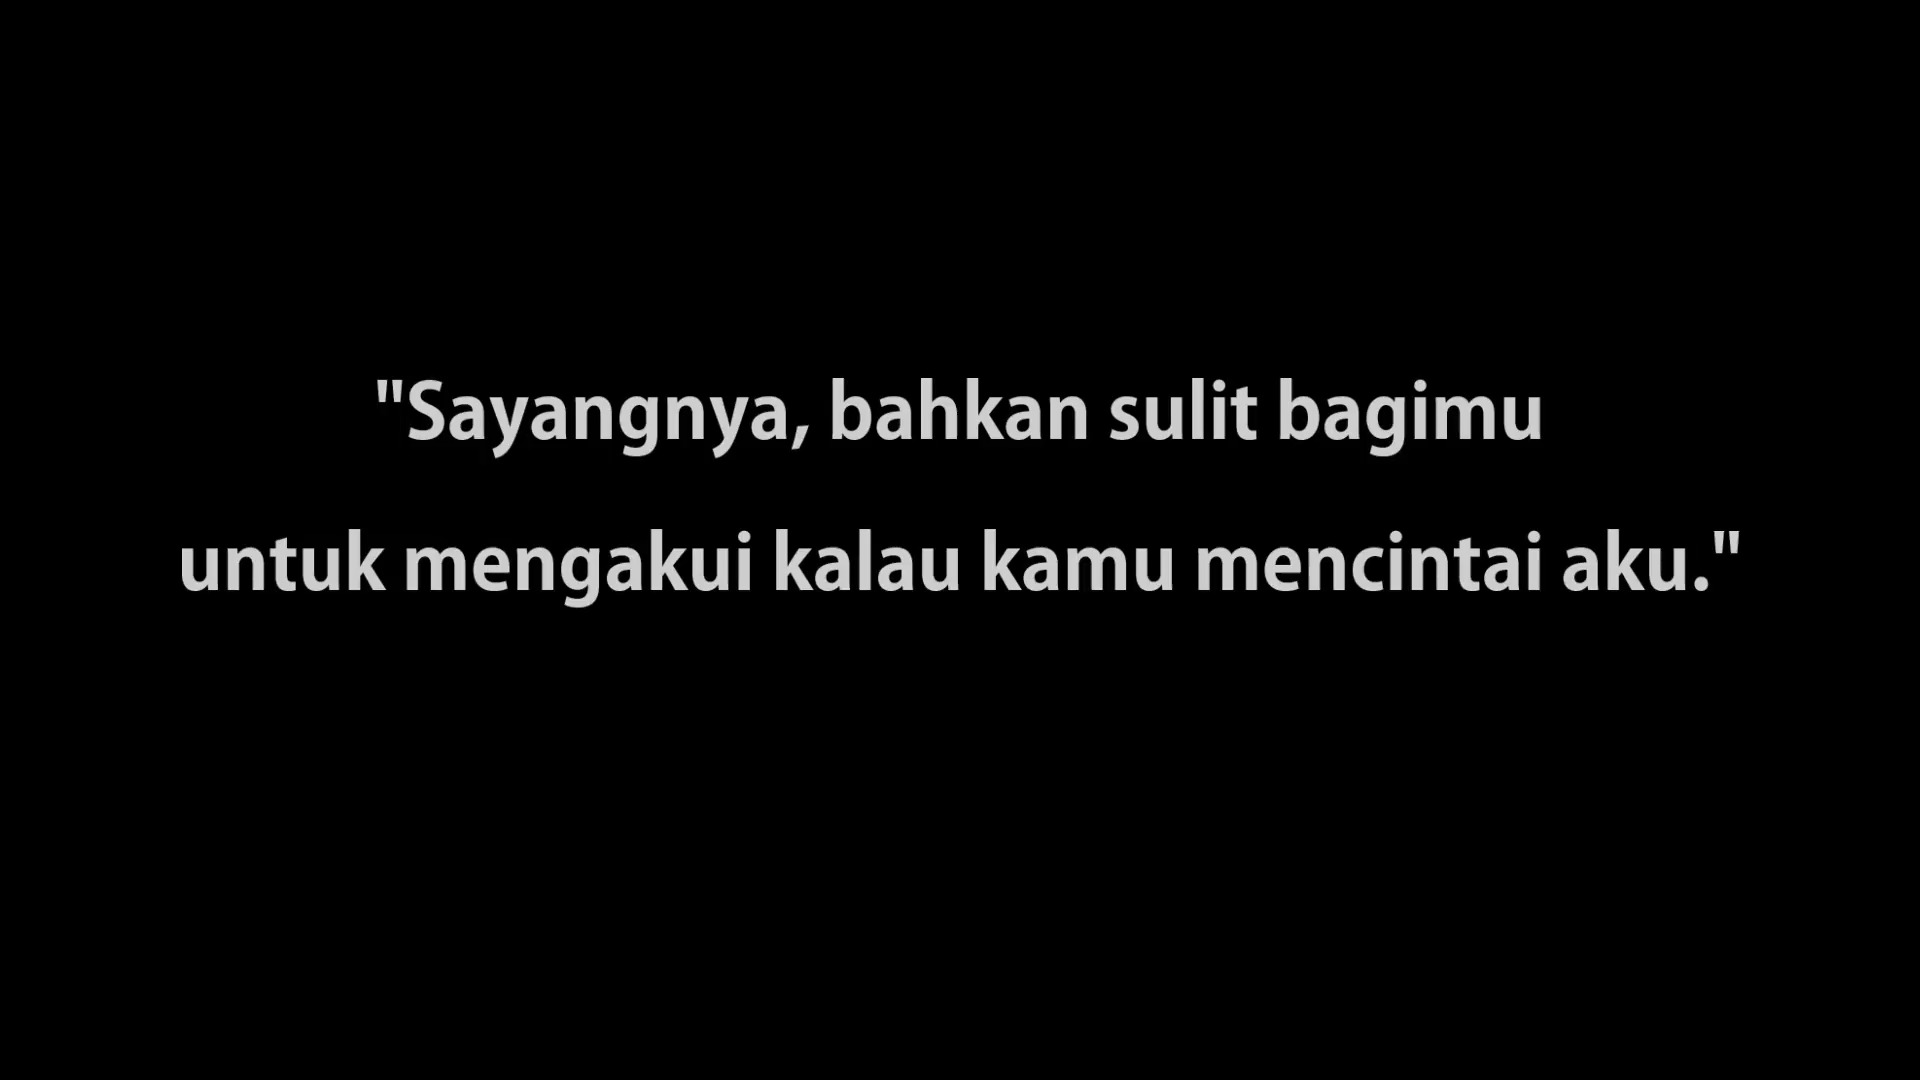 "Sayangnya, bahkan sulit bagimu
untuk mengakui kalau kamu mencintai aku."